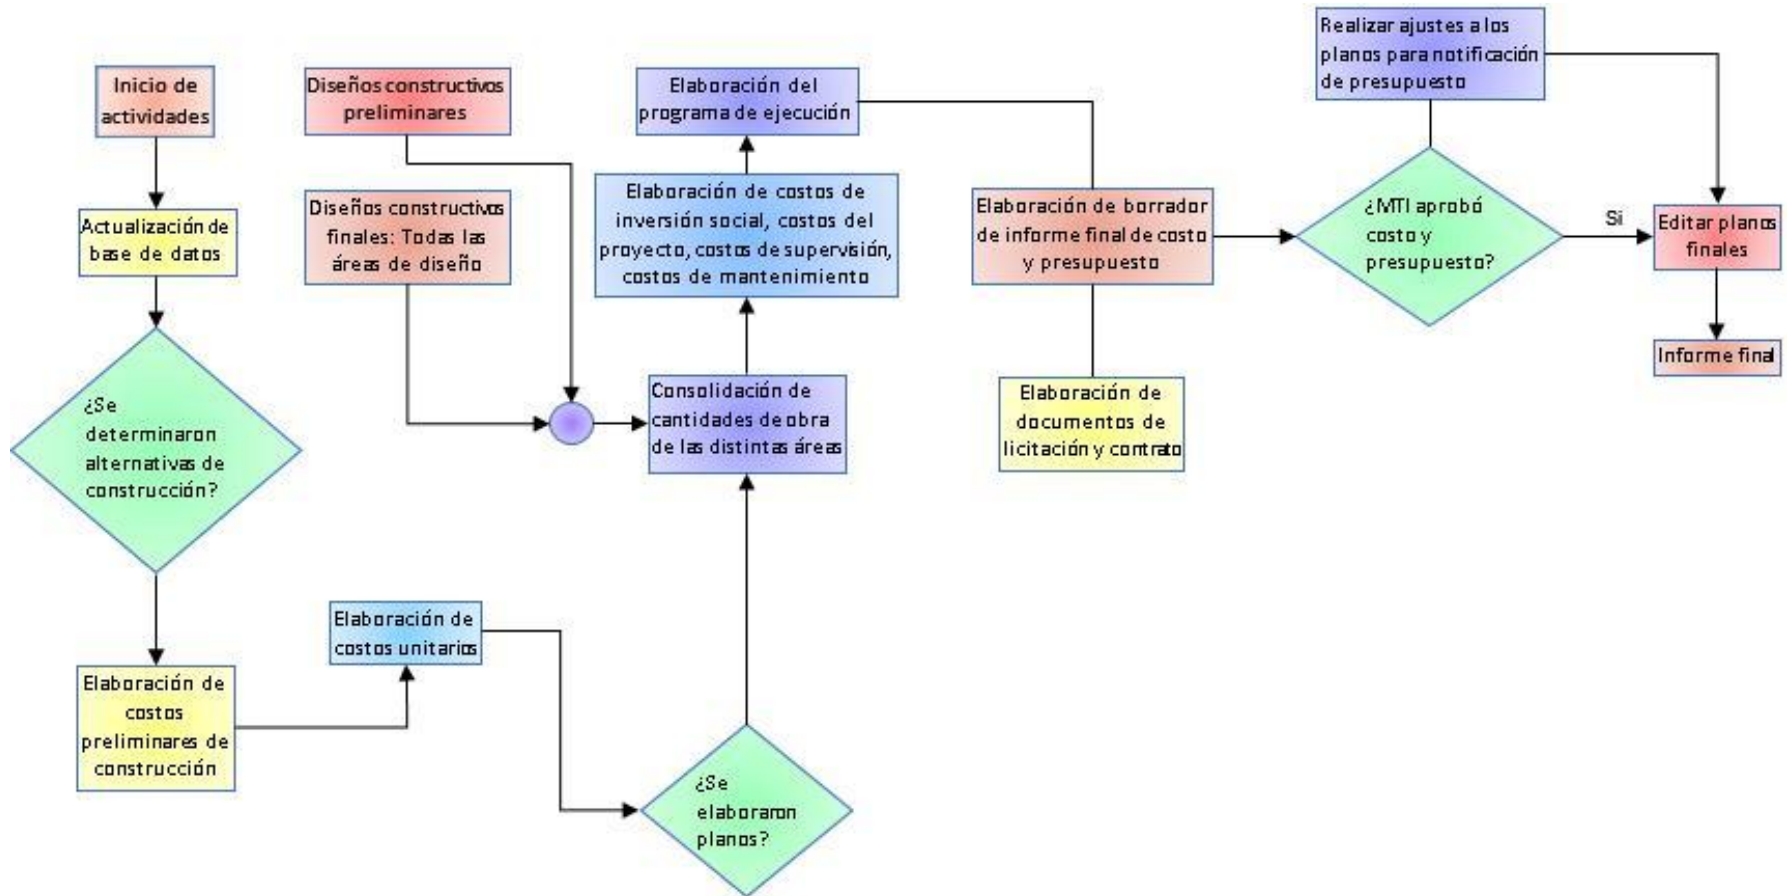 Inicio de
actividades
Actualización de
base de datos
¿Se
determinaron
alternativas de
construcción?
Elaboración de
costos
preliminares de
construcción
Elaboración de
costos unitarios
¿Se
elaboraron
planos?
Diseños constructivos
preliminares
Diseños constructivos
finales: Todas las
áreas de diseño
Consolidación de
cantidades de obra
de las distintas áreas
Elaboración de costos de
inversión social, costos del
proyecto, costos de supervisión,
costos de mantenimiento
Elaboración del
programa de ejecución
Elaboración de borrador
de informe final de costo
y presupuesto
Elaboración de
documentos de
licitación y contrato
¿MTI aprobó
costo y
presupuesto?
Realizar ajustes a los
planos para notificación
de presupuesto
Si
Editar planos
finales
Informe final